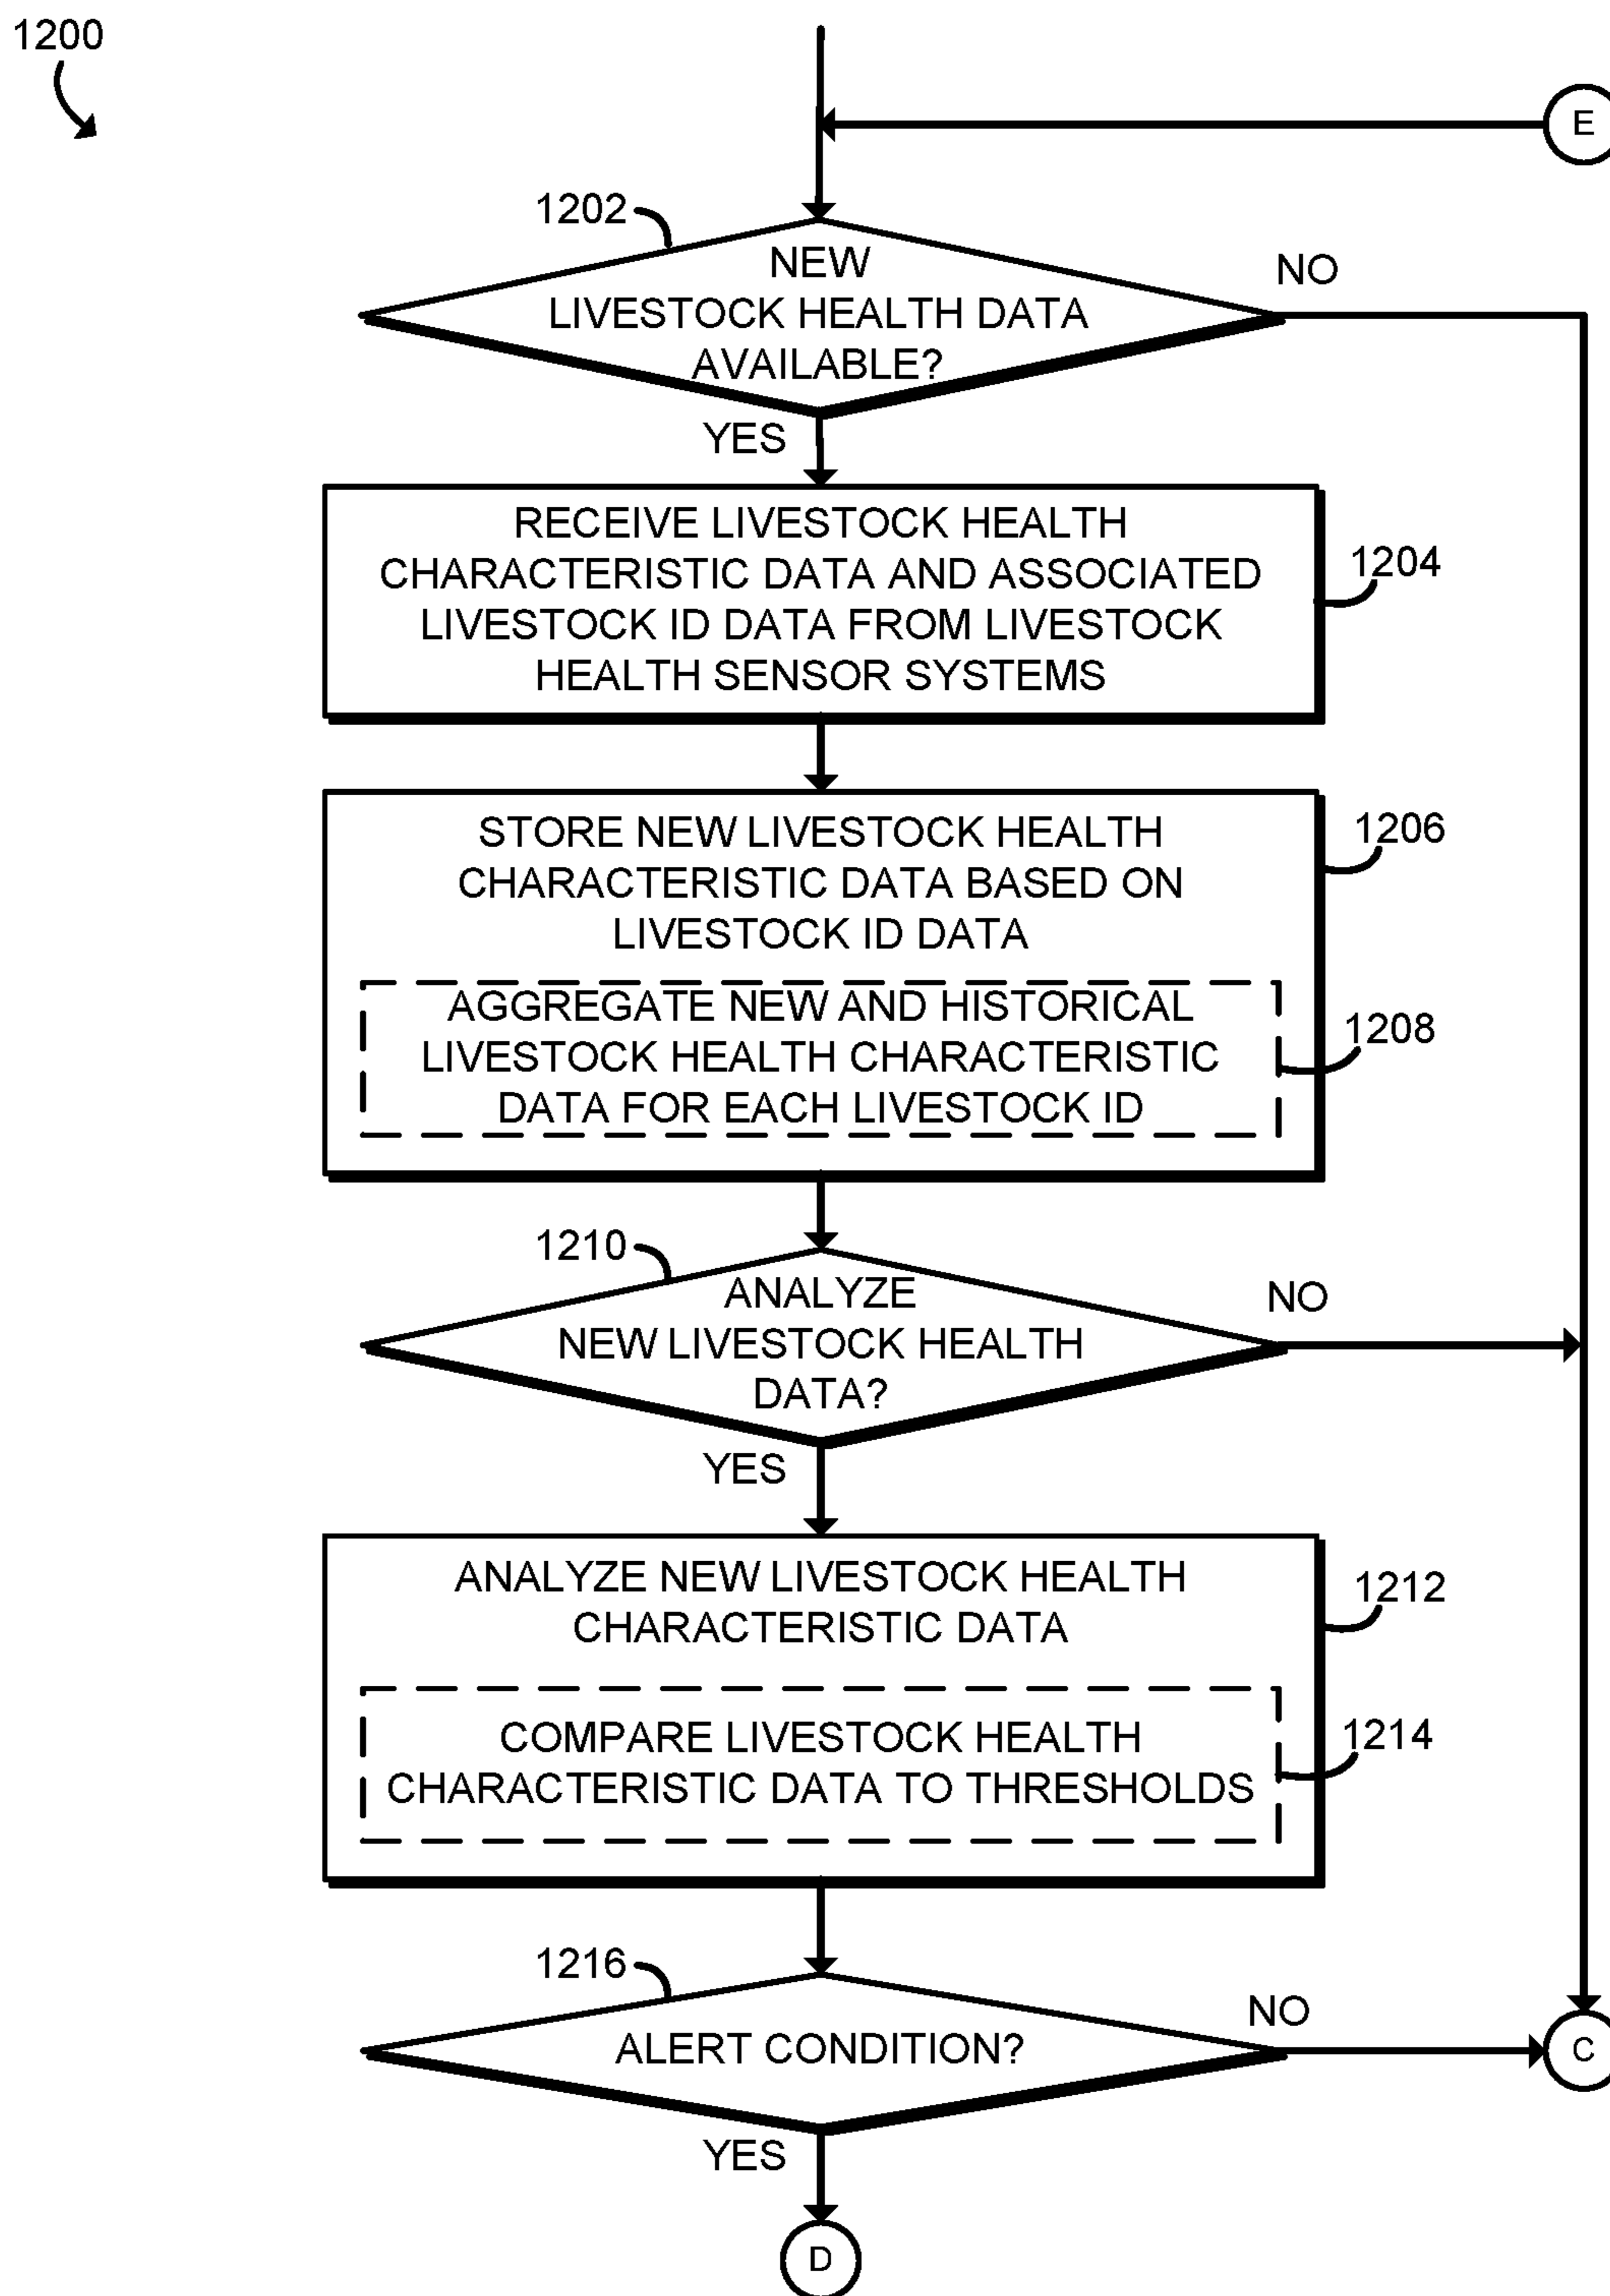 1200
E
1202
NEW
LIVESTOCK HEALTH DATA
AVAILABLE?
NO
YES
RECEIVE LIVESTOCK HEALTH
CHARACTERISTIC DATA AND ASSOCIATED
LIVESTOCK ID DATA FROM LIVESTOCK
HEALTH SENSOR SYSTEMS
1204
STORE NEW LIVESTOCK HEALTH
CHARACTERISTIC DATA BASED ON
LIVESTOCK ID DATA
1206
AGGREGATE NEW AND HISTORICAL
LIVESTOCK HEALTH CHARACTERISTIC
DATA FOR EACH LIVESTOCK ID
1208
1210
ANALYZE
NEW LIVESTOCK HEALTH
DATA?
NO
YES
ANALYZE NEW LIVESTOCK HEALTH
CHARACTERISTIC DATA
1212
COMPARE LIVESTOCK HEALTH
CHARACTERISTIC DATA TO THRESHOLDS
1214
1216
ALERT CONDITION?
NO
C
YES
D